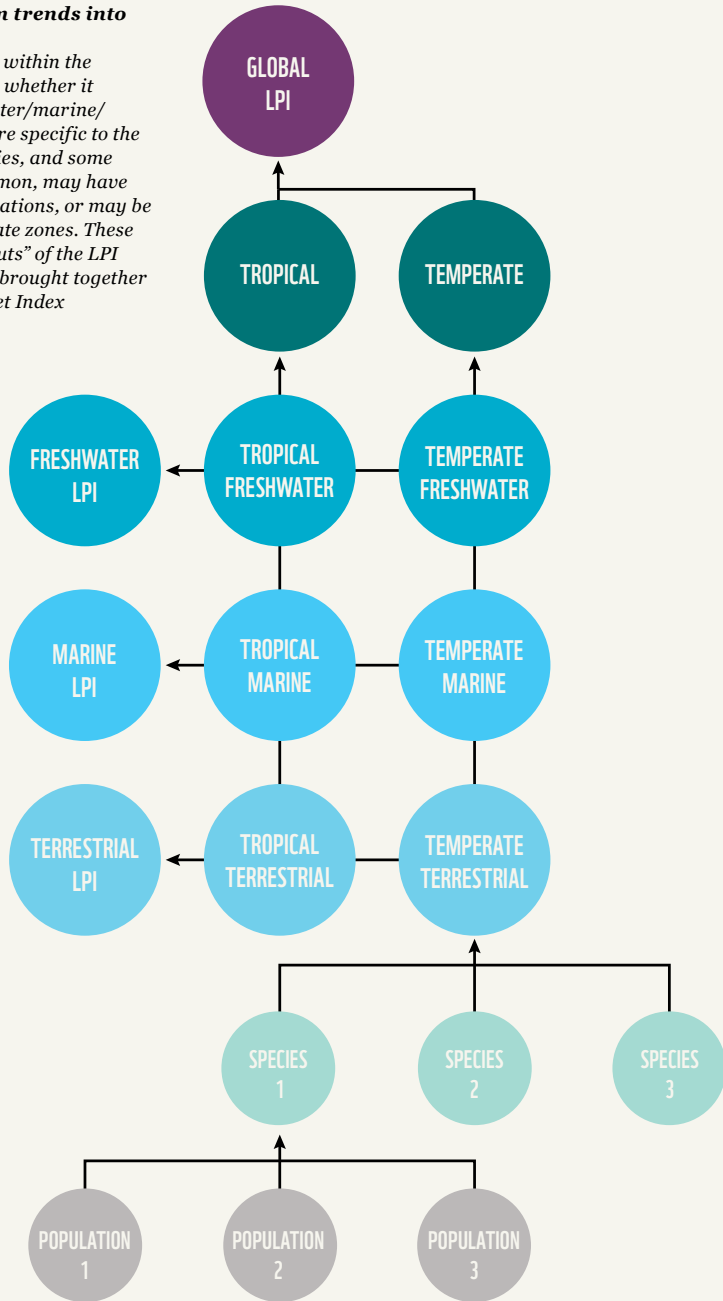 n trends into
within the
whether it
ter/marine/
re specific to the
ies, and some
mon, may have
ations, or may be
ate zones. These
uts” of the LPI
brought together
et Index
GLOBAL
LPI
TROPICAL
TEMPERATE
FRESHWATER
LPI
TROPICAL
FRESHWATER
TEMPERATE
FRESHWATER
MARINE
LPI
TROPICAL
MARINE
TEMPERATE
MARINE
TERRESTRIAL
LPI
TROPICAL
TERRESTRIAL
TEMPERATE
TERRESTRIAL
SPECIES
1
SPECIES
2
SPECIES
3
POPULATION
1
POPULATION
2
POPULATION
3